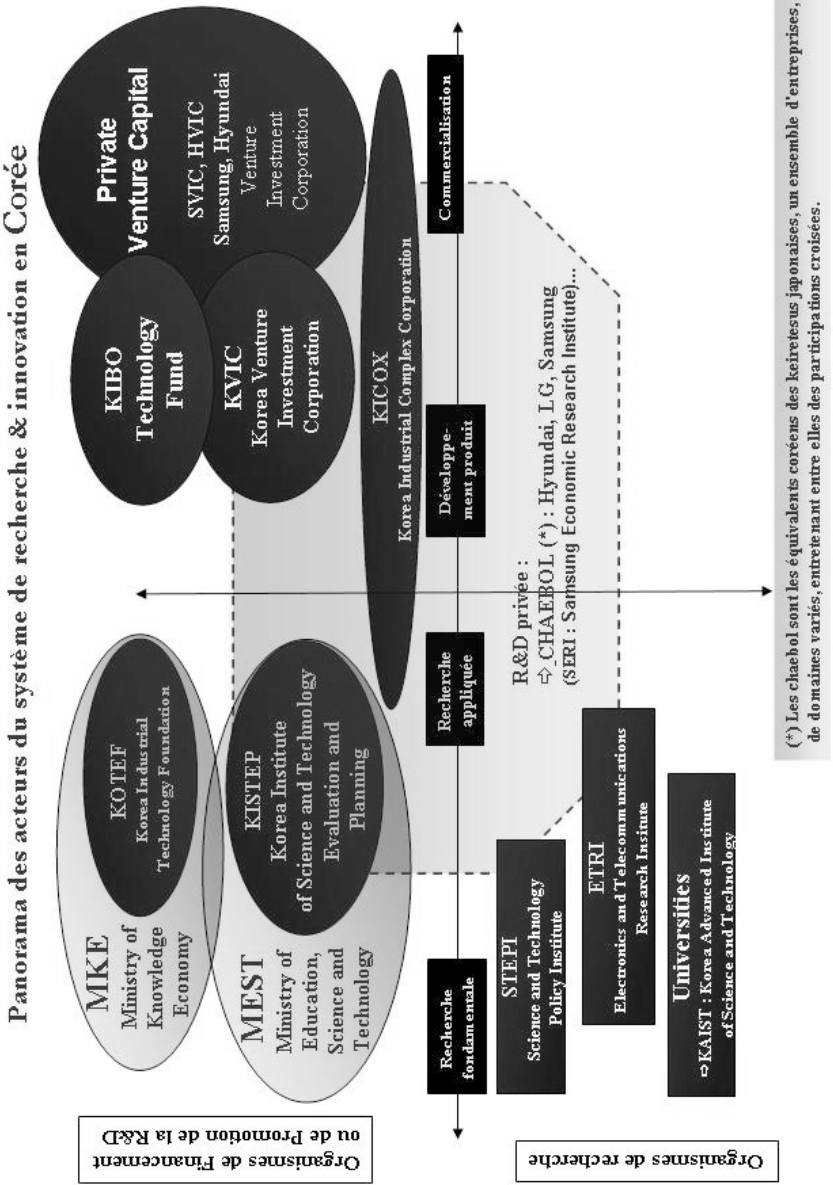 Panorama des acteurs du système de recherche & innovation en Corée
Organismes de Financement
ou de Promotion de la R&D
MKE
Ministry of
Knowledge
Economy
KOTEF
Korea Industrial
Technology Foundation
MEST
Ministry of
Education,
Science and
Technology
KISTEP
Korea Institute
of Science and Technology
Evaluation and
Planning
KIBO
Technology
Fund
KVIC
Korea Venture
Investment
Corporation
Private
Venture Capital
SVIC, HVIC
Samsung, Hyundai
Venture
Investment
Corporation
KICOX
Korea Industrial Complex Corporation
Recherche
fondamentale
Recherche
appliquée
Développe-
ment produit
Commercialisation
Organismes de recherche
STEPI
Science and Technology
Policy Institute
ETRI
Electronics and Telecommunications
Research Insitute
Universities
⇨KAIST : Korea Advanced Institute
of Science and Technology
R&D privée :
⇨ CHAEBOL (*) : Hyundai, LG, Samsung
(SERI : Samsung Economic Research Institute)...
(*) Les chaebol sont les équivalents coréens des keiretesus japonaises, un ensemble d'entreprises,
de domaines variés, entretenant entre elles des participations croisées.